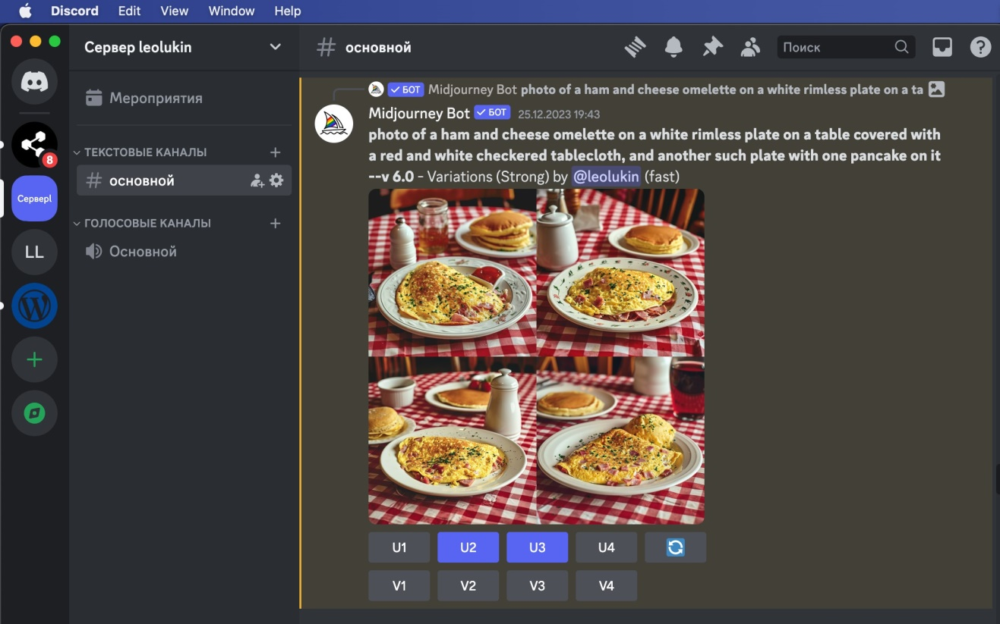 Discord Edit View Window Help
Сервер leolukin
основной
Поиск
Мероприятия
ТЕКСТОВЫЕ КАНАЛЫ
основной
ГОЛОСОВЫЕ КАНАЛЫ
Основной
8
Серверl
LL
БОТ Midjourney Bot photo of a ham and cheese omelette on a white rimless plate on a ta
Midjourney Bot БОТ 25.12.2023 19:43
photo of a ham and cheese omelette on a white rimless plate on a table covered with
a red and white checkered tablecloth, and another such plate with one pancake on it
--v 6.0 - Variations (Strong) by @leolukin (fast)
U1 U2 U3 U4
V1 V2 V3 V4